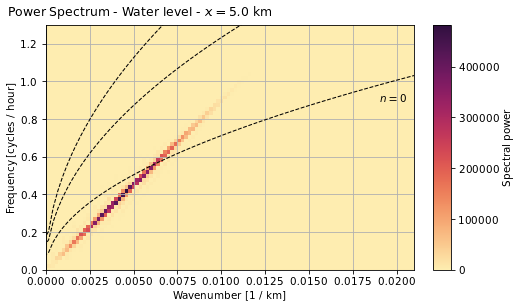 Power Spectrum - Water level - x = 5.0 km
1.2
1.0
0.8
0.6
0.4
0.2
0.0
Frequency [cycles / hour]
n = 0
0.0000 0.0025 0.0050 0.0075 0.0100 0.0125 0.0150 0.0175 0.0200
Wavenumber [1 / km]
400000
300000
200000
100000
0
Spectral power